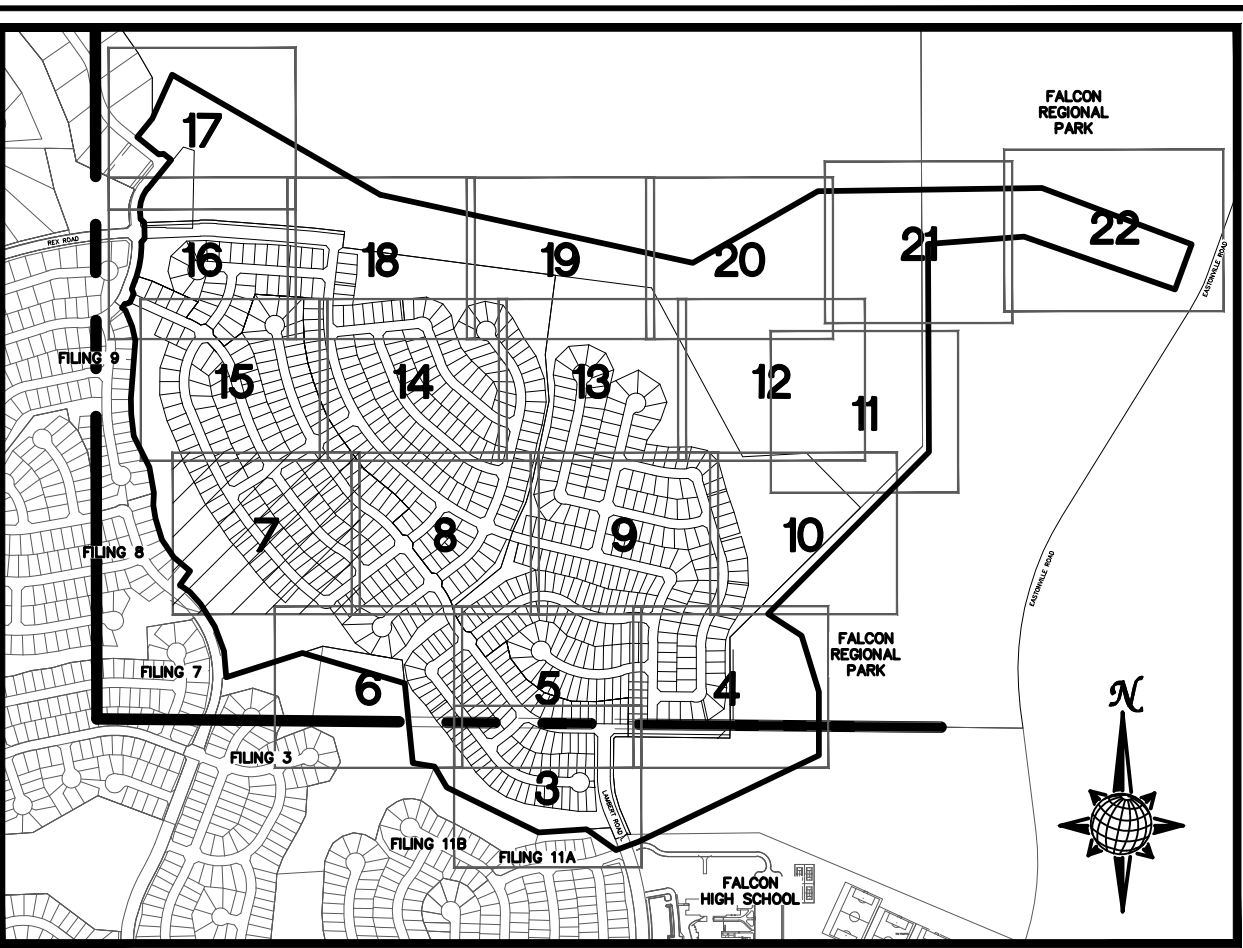 FALCON
REGIONAL
PARK
17
22
REX ROAD
21
16
18
19
20
EASTONVILLE ROAD
FILING 9
15
14
13
12
11
7
8
9
10
FILING 8
EASTONVILLE ROAD
FALCON
REGIONAL
PARK
FILING 7
6
5
4
N
FILING 3
3
LAMBERT ROAD
FILING 11B
FILING 11A
FALCON
HIGH SCHOOL